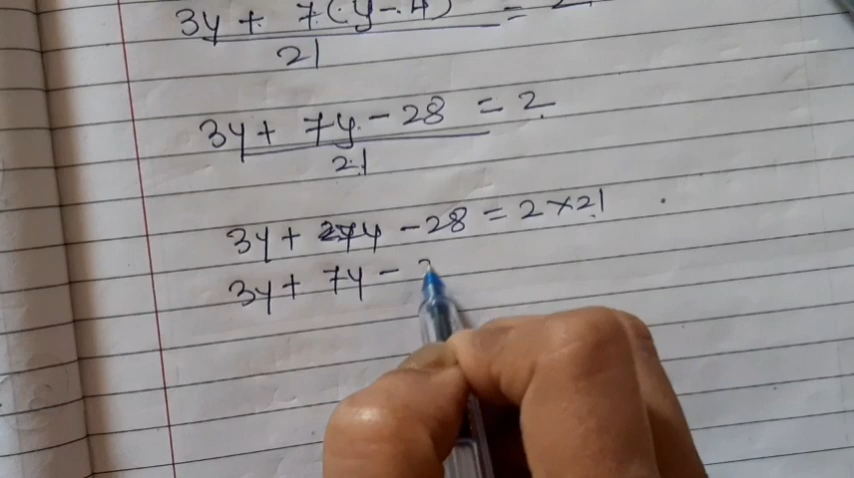 3y + 7(y-4) =
21
3y + 7y - 28 = 2
21
3y + 7y - 28 = 2 × 21
3y + 7y -